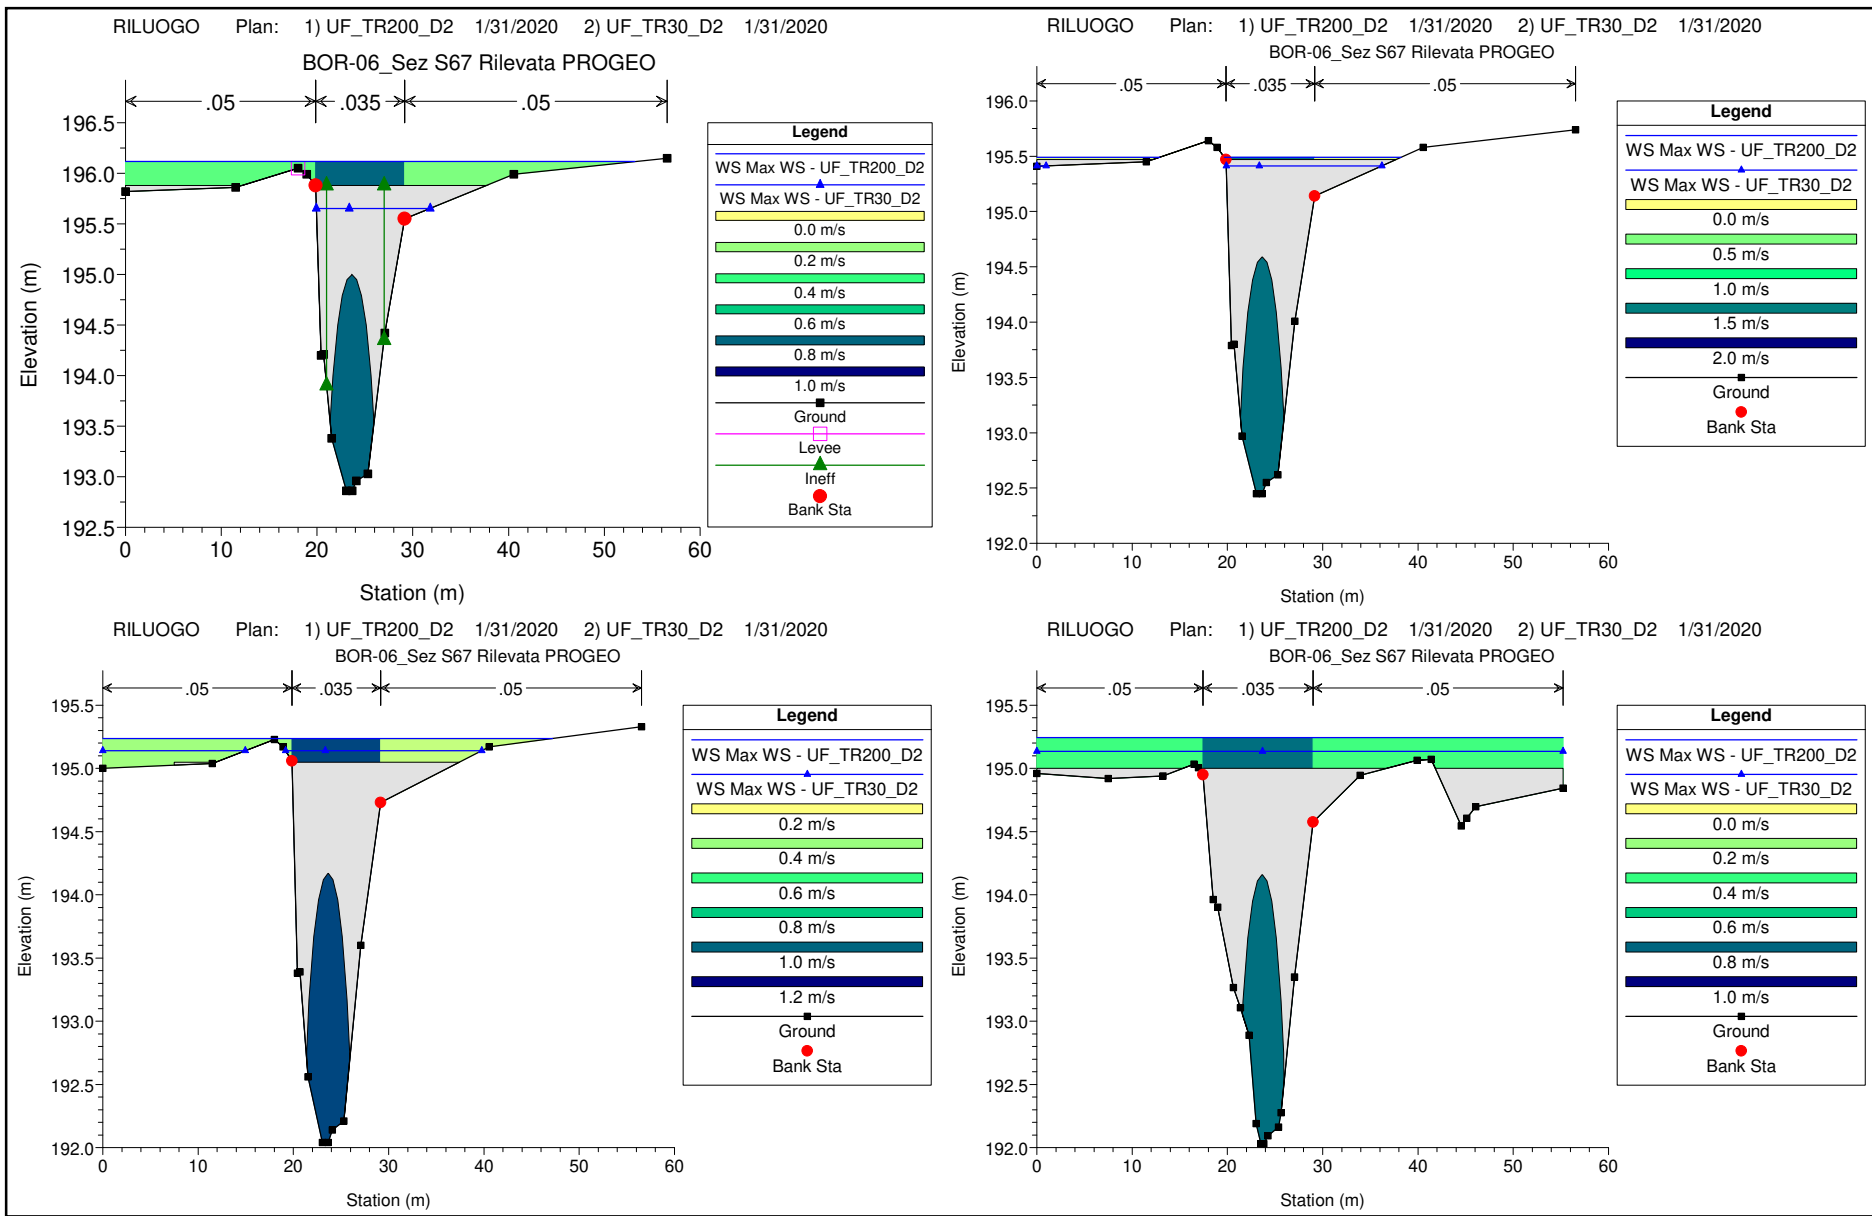 RILUOGO Plan: 1) UF_TR200_D2 1/31/2020 2) UF_TR30_D2 1/31/2020
BOR-06_Sez S67 Rilevata PROGEO
.05 .035 .05
196.5
196.0
195.5
195.0
194.5
194.0
193.5
193.0
192.5
Elevation (m)
0 10 20 30 40 50 60
Station (m)
Legend
WS Max WS - UF_TR200_D2
WS Max WS - UF_TR30_D2
0.0 m/s
0.2 m/s
0.4 m/s
0.6 m/s
0.8 m/s
1.0 m/s
Ground
Levee
Ineff
Bank Sta
RILUOGO Plan: 1) UF_TR200_D2 1/31/2020 2) UF_TR30_D2 1/31/2020
BOR-06_Sez S67 Rilevata PROGEO
.05 .035 .05
196.0
195.5
195.0
194.5
194.0
193.5
193.0
192.5
192.0
Elevation (m)
0 10 20 30 40 50 60
Station (m)
Legend
WS Max WS - UF_TR200_D2
WS Max WS - UF_TR30_D2
0.0 m/s
0.5 m/s
1.0 m/s
1.5 m/s
2.0 m/s
Ground
Bank Sta
RILUOGO Plan: 1) UF_TR200_D2 1/31/2020 2) UF_TR30_D2 1/31/2020
BOR-06_Sez S67 Rilevata PROGEO
.05 .035 .05
195.5
195.0
194.5
194.0
193.5
193.0
192.5
192.0
Elevation (m)
0 10 20 30 40 50 60
Station (m)
Legend
WS Max WS - UF_TR200_D2
WS Max WS - UF_TR30_D2
0.2 m/s
0.4 m/s
0.6 m/s
0.8 m/s
1.0 m/s
1.2 m/s
Ground
Bank Sta
RILUOGO Plan: 1) UF_TR200_D2 1/31/2020 2) UF_TR30_D2 1/31/2020
BOR-06_Sez S67 Rilevata PROGEO
.05 .035 .05
195.5
195.0
194.5
194.0
193.5
193.0
192.5
192.0
Elevation (m)
0 10 20 30 40 50 60
Station (m)
Legend
WS Max WS - UF_TR200_D2
WS Max WS - UF_TR30_D2
0.0 m/s
0.2 m/s
0.4 m/s
0.6 m/s
0.8 m/s
1.0 m/s
Ground
Bank Sta